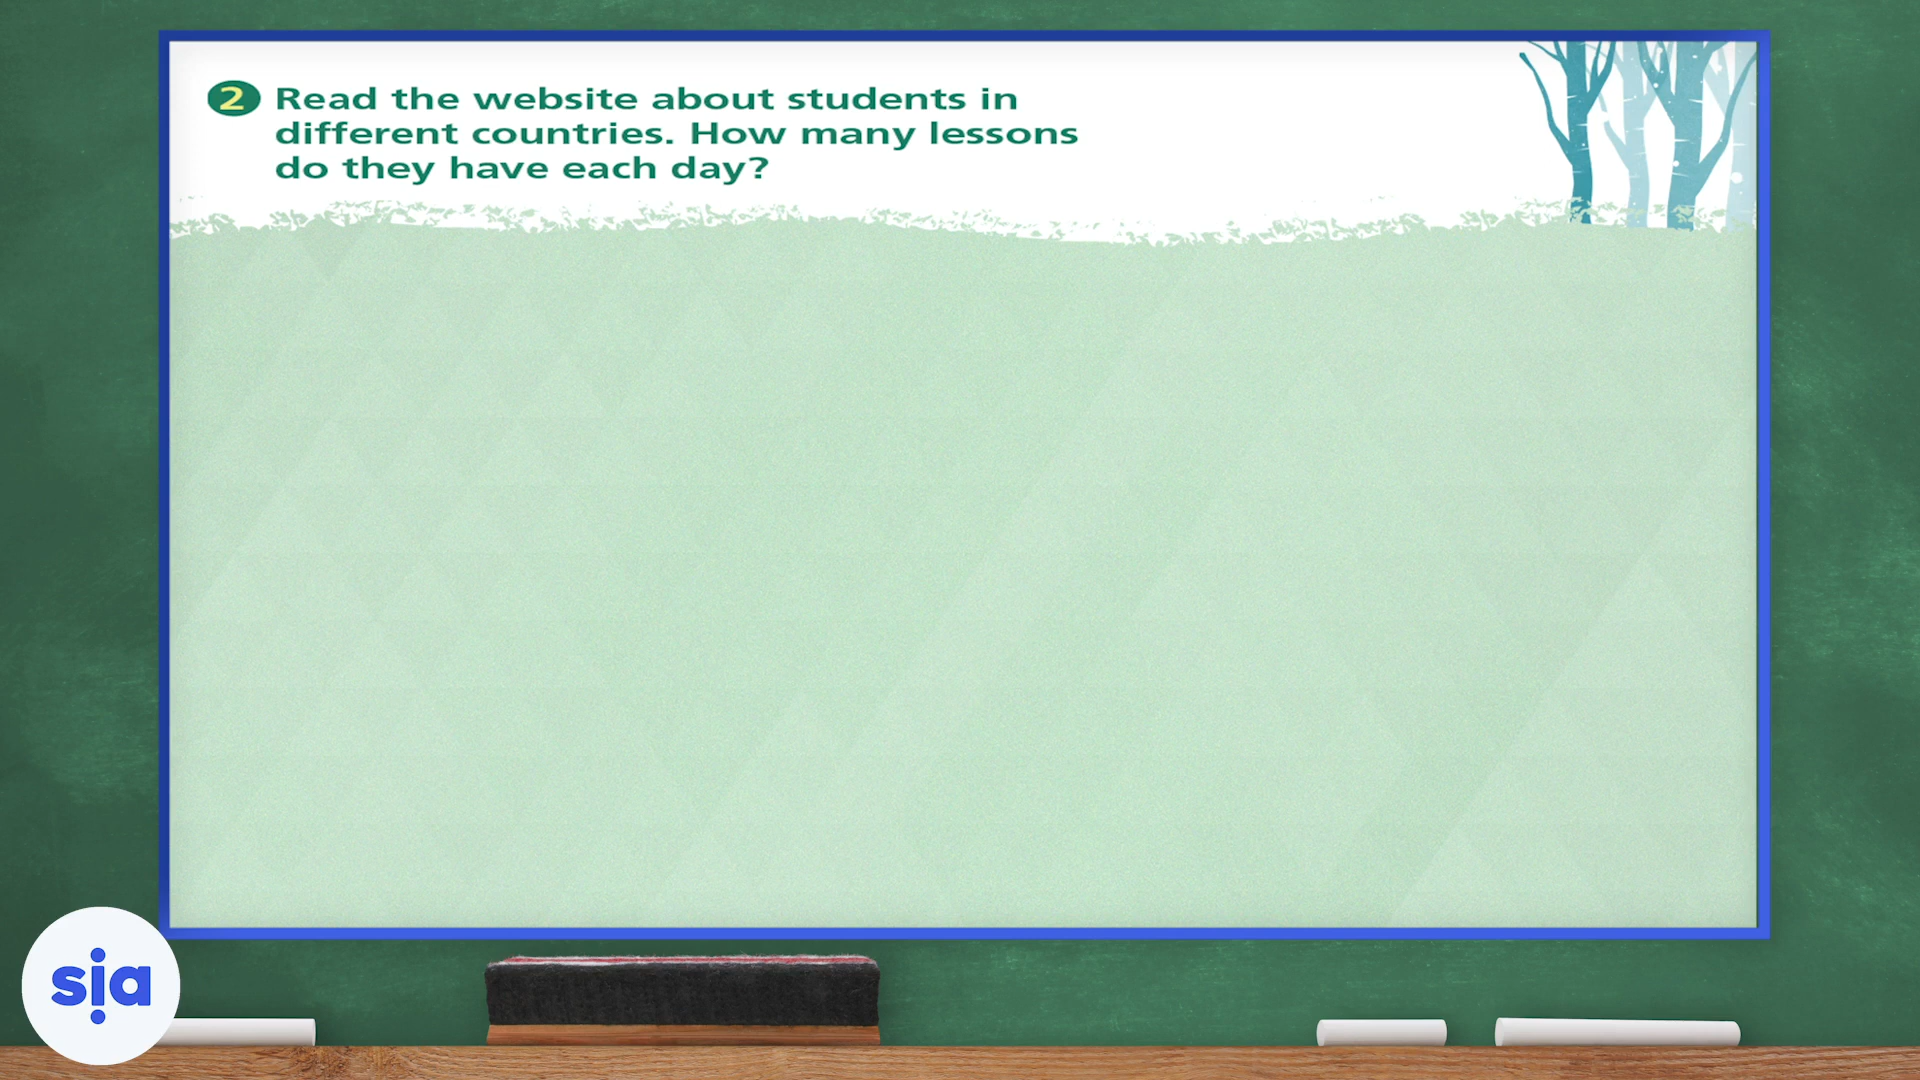 2 Read the website about students in
different countries. How many lessons
do they have each day?
sia